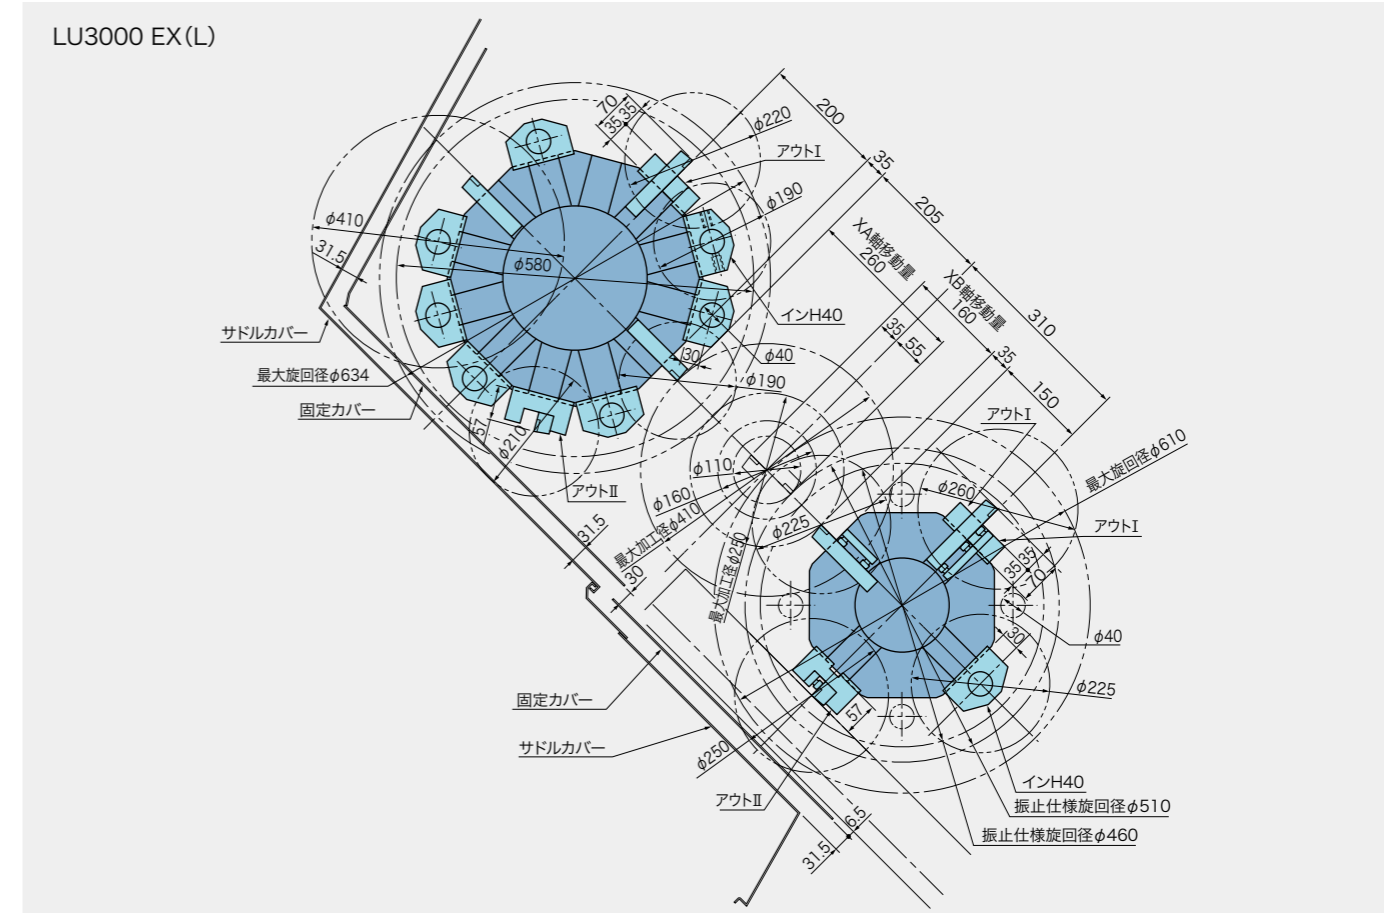 LU3000 EX(L)
200
70
35
35
φ220
アウトⅠ
35
φ190
205
φ410
31.5
φ580
XA軸移動量
260
XB軸移動量
160
310
サドルカバー
インH40
35
55
35
最大旋回径φ634
30
φ40
φ190
150
固定カバー
57
φ210
アウトⅡ
アウトⅠ
最大旋回径φ610
φ110
φ160
φ260
アウトⅠ
31.5
最大加工径φ410
φ225
最大加工径φ250
30
35
35
70
φ40
30
φ225
固定カバー
57
サドルカバー
φ250
アウトⅡ
インH40
振止仕様旋回径φ510
6.5
振止仕様旋回径φ460
31.5